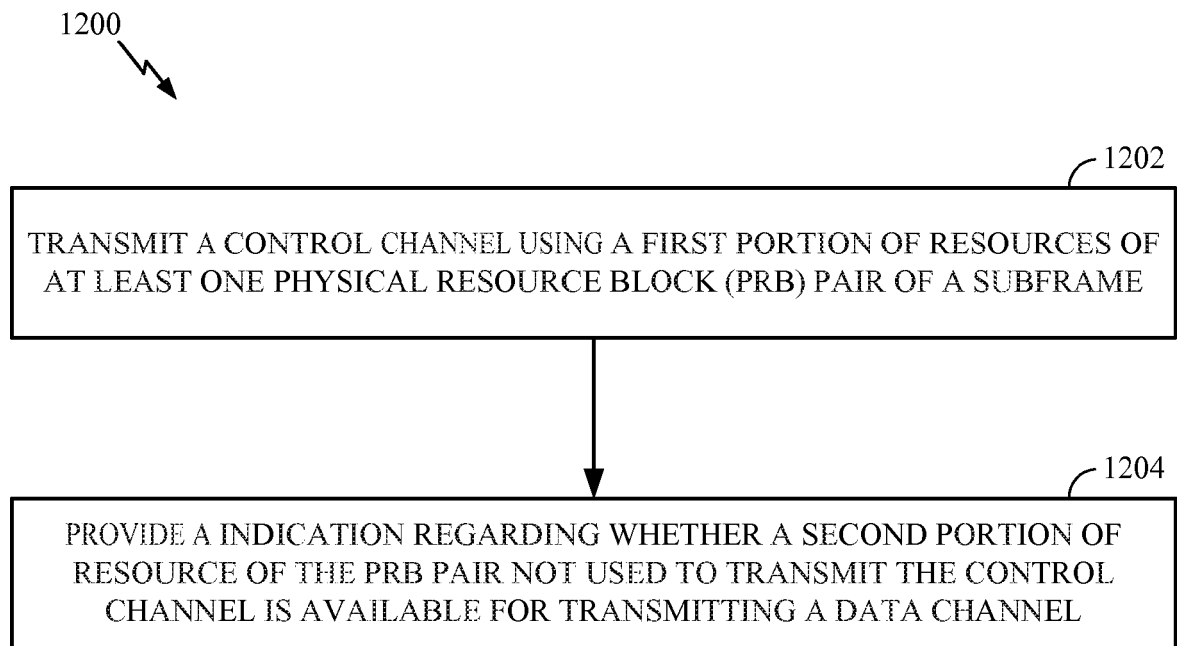 1200
1202
TRANSMIT A CONTROL CHANNEL USING A FIRST PORTION OF RESOURCES OF
AT LEAST ONE PHYSICAL RESOURCE BLOCK (PRB) PAIR OF A SUBFRAME
1204
PROVIDE A INDICATION REGARDING WHETHER A SECOND PORTION OF
RESOURCE OF THE PRB PAIR NOT USED TO TRANSMIT THE CONTROL
CHANNEL IS AVAILABLE FOR TRANSMITTING A DATA CHANNEL